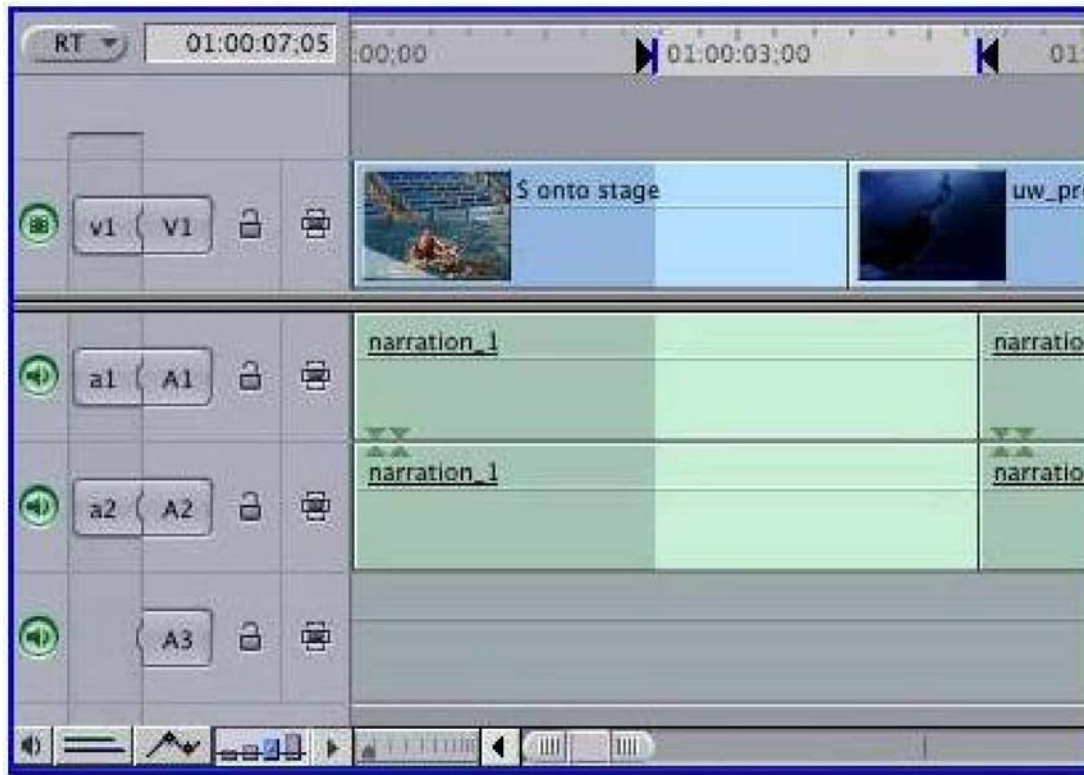 RT 01:00:07;05 :00;00 01:00:03;00 01:
v1 V1 S onto stage uw_pr
a1 A1 narration_1 narratio
a2 A2 narration_1 narratio
A3